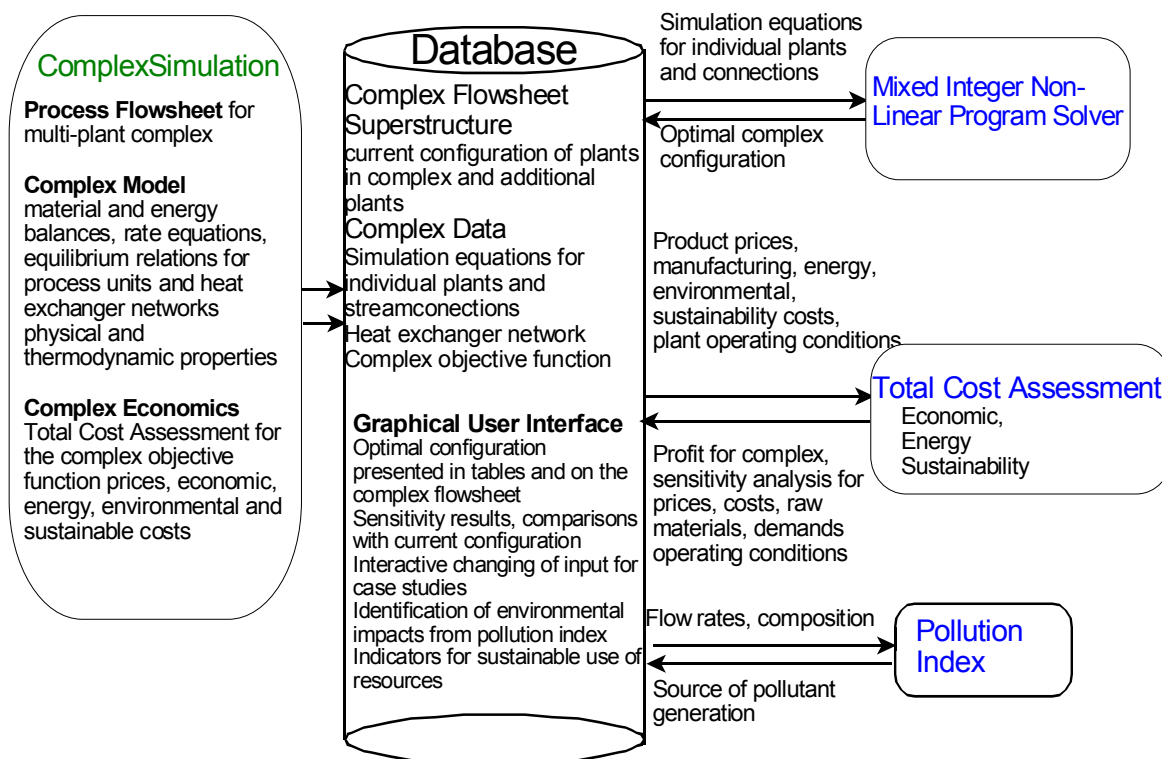 ComplexSimulation
Process Flowsheet for
multi-plant complex
Complex Model
material and energy
balances, rate equations,
equilibrium relations for
process units and heat
exchanger networks
physical and
thermodynamic properties
Complex Economics
Total Cost Assessment for
the complex objective
function prices, economic,
energy, environmental and
sustainable costs
Database
Complex Flowsheet
Superstructure
current configuration of plants
in complex and additional
plants
Complex Data
Simulation equations for
individual plants and
streamconections
Heat exchanger network
Complex objective function
Graphical User Interface
Optimal configuration
presented in tables and on the
complex flowsheet
Sensitivity results, comparisons
with current configuration
Interactive changing of input for
case studies
Identification of environmental
impacts from pollution index
Indicators for sustainable use of
resources
Simulation equations
for individual plants
and connections
Optimal complex
configuration
Mixed Integer Non-
Linear Program Solver
Product prices,
manufacturing, energy,
environmental,
sustainability costs,
plant operating conditions
Total Cost Assessment
Economic,
Energy
Sustainability
Profit for complex,
sensitivity analysis for
prices, costs, raw
materials, demands
operating conditions
Flow rates, composition
Pollution
Index
Source of pollutant
generation